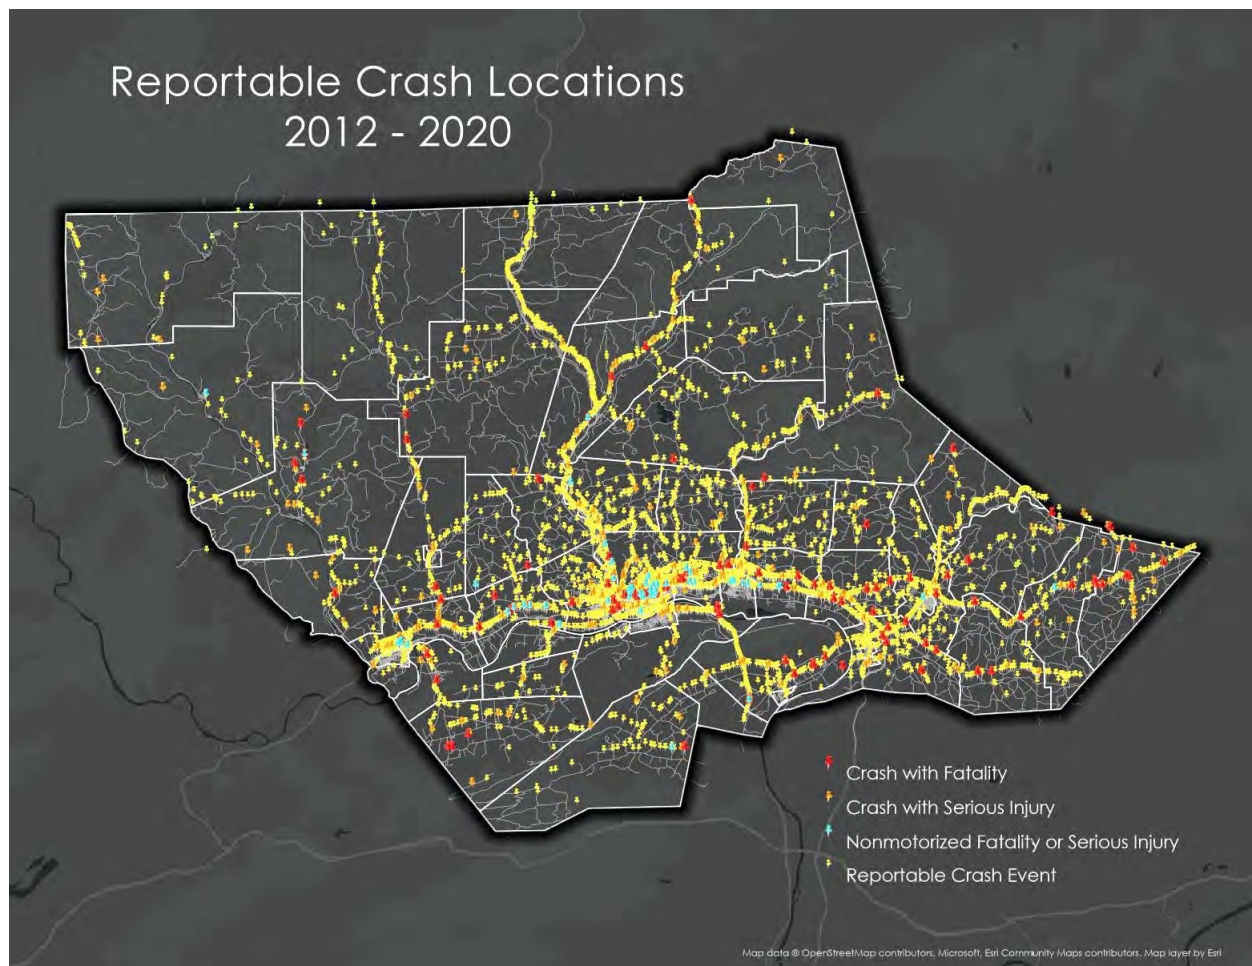 Reportable Crash Locations
2012 - 2020
Crash with Fatality
Crash with Serious Injury
Nonmotorized Fatality or Serious Injury
Reportable Crash Event
Map data © OpenStreetMap contributors, Microsoft, Esri Community Maps contributors. Map layer by Esri